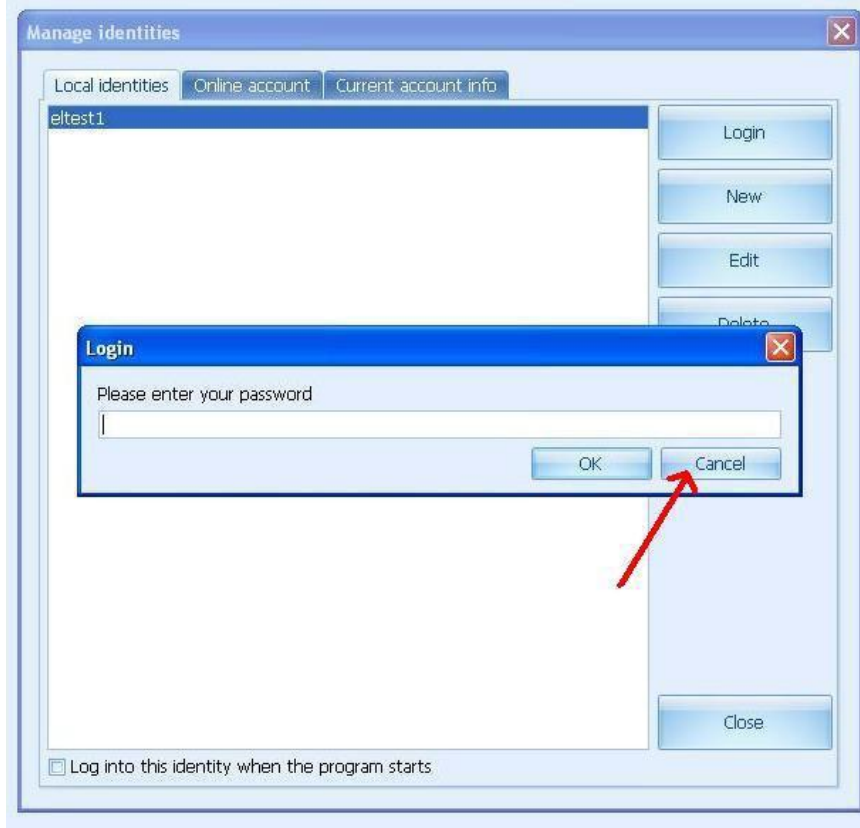 Manage identities
Local identities Online account Current account info
eltest1
Login
New
Edit
Delete
Login
Please enter your password
OK Cancel
Close
Log into this identity when the program starts